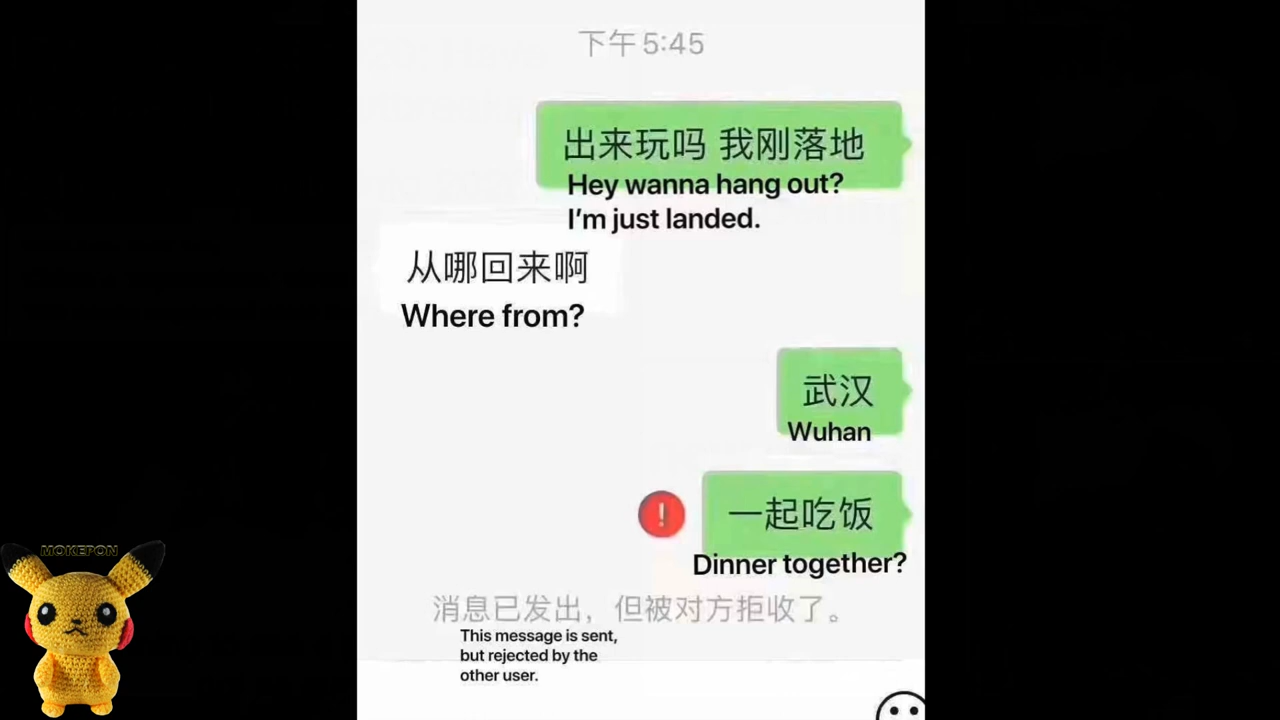 下午 5:45
出来玩吗 我刚落地
Hey wanna hang out?
I'm just landed.
从哪回来啊
Where from?
武汉
Wuhan
一起吃饭
Dinner together?
消息已发出，但被对方拒收了。
This message is sent,
but rejected by the
other user.
MOKEPON